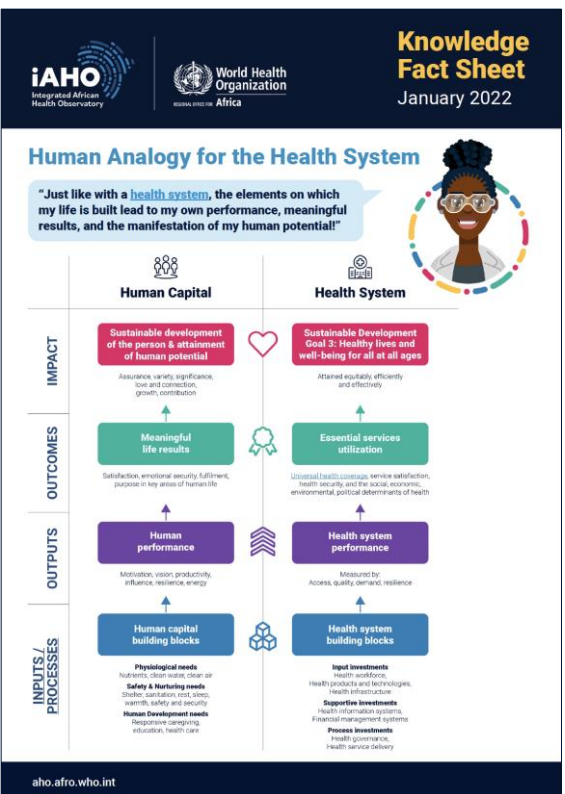 iAHO
Integrated African
Health Observatory
World Health
Organization
REGIONAL OFFICE FOR Africa
Knowledge
Fact Sheet
January 2022
Human Analogy for the Health System
“Just like with a health system, the elements on which
my life is built lead to my own performance, meaningful
results, and the manifestation of my human potential!”
Human Capital
Health System
IMPACT
Sustainable development
of the person & attainment
of human potential
Assurance, variety, significance,
love and connection,
growth, contribution
Sustainable Development
Goal 3: Healthy lives and
well-being for all at all ages
Attained equitably, efficiently
and effectively
OUTCOMES
Meaningful
life results
Satisfaction, emotional security, fulfilment,
purpose in key areas of human life
Essential services
utilization
Universal health coverage, service satisfaction,
health security, and the social, economic,
environmental, political determinants of health
OUTPUTS
Human
performance
Motivation, vision, productivity,
influence, resilience, energy
Health system
performance
Measured by:
Access, quality, demand, resilience
INPUTS /
PROCESSES
Human capital
building blocks
Physiological needs
Nutrients, clean water, clean air
Safety & Nurturing needs
Shelter, sanitation, rest, sleep,
warmth, safety and security
Human Development needs
Responsive caregiving,
education, health care
Health system
building blocks
Input investments
Health workforce,
Health products and technologies,
Health infrastructure
Supportive investments
Health information systems,
Financial management systems
Process investments
Health governance,
Health service delivery
aho.afro.who.int